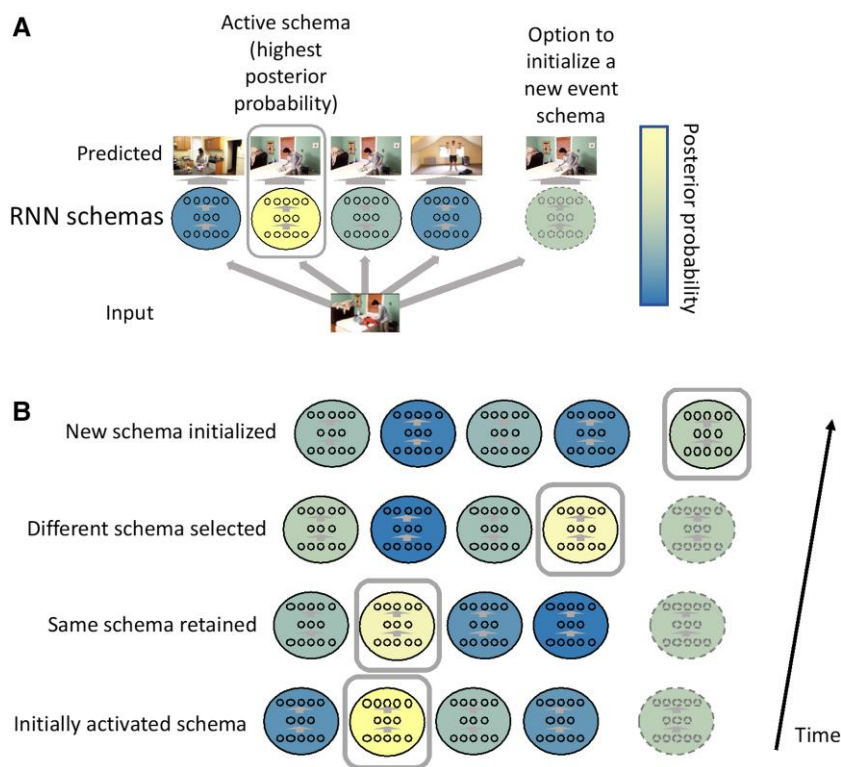 A
Active schema
(highest
posterior
probability)
Option to
initialize a
new event
schema
Predicted
RNN schemas
Input
Posterior probability
B
New schema initialized
Different schema selected
Same schema retained
Initially activated schema
Time